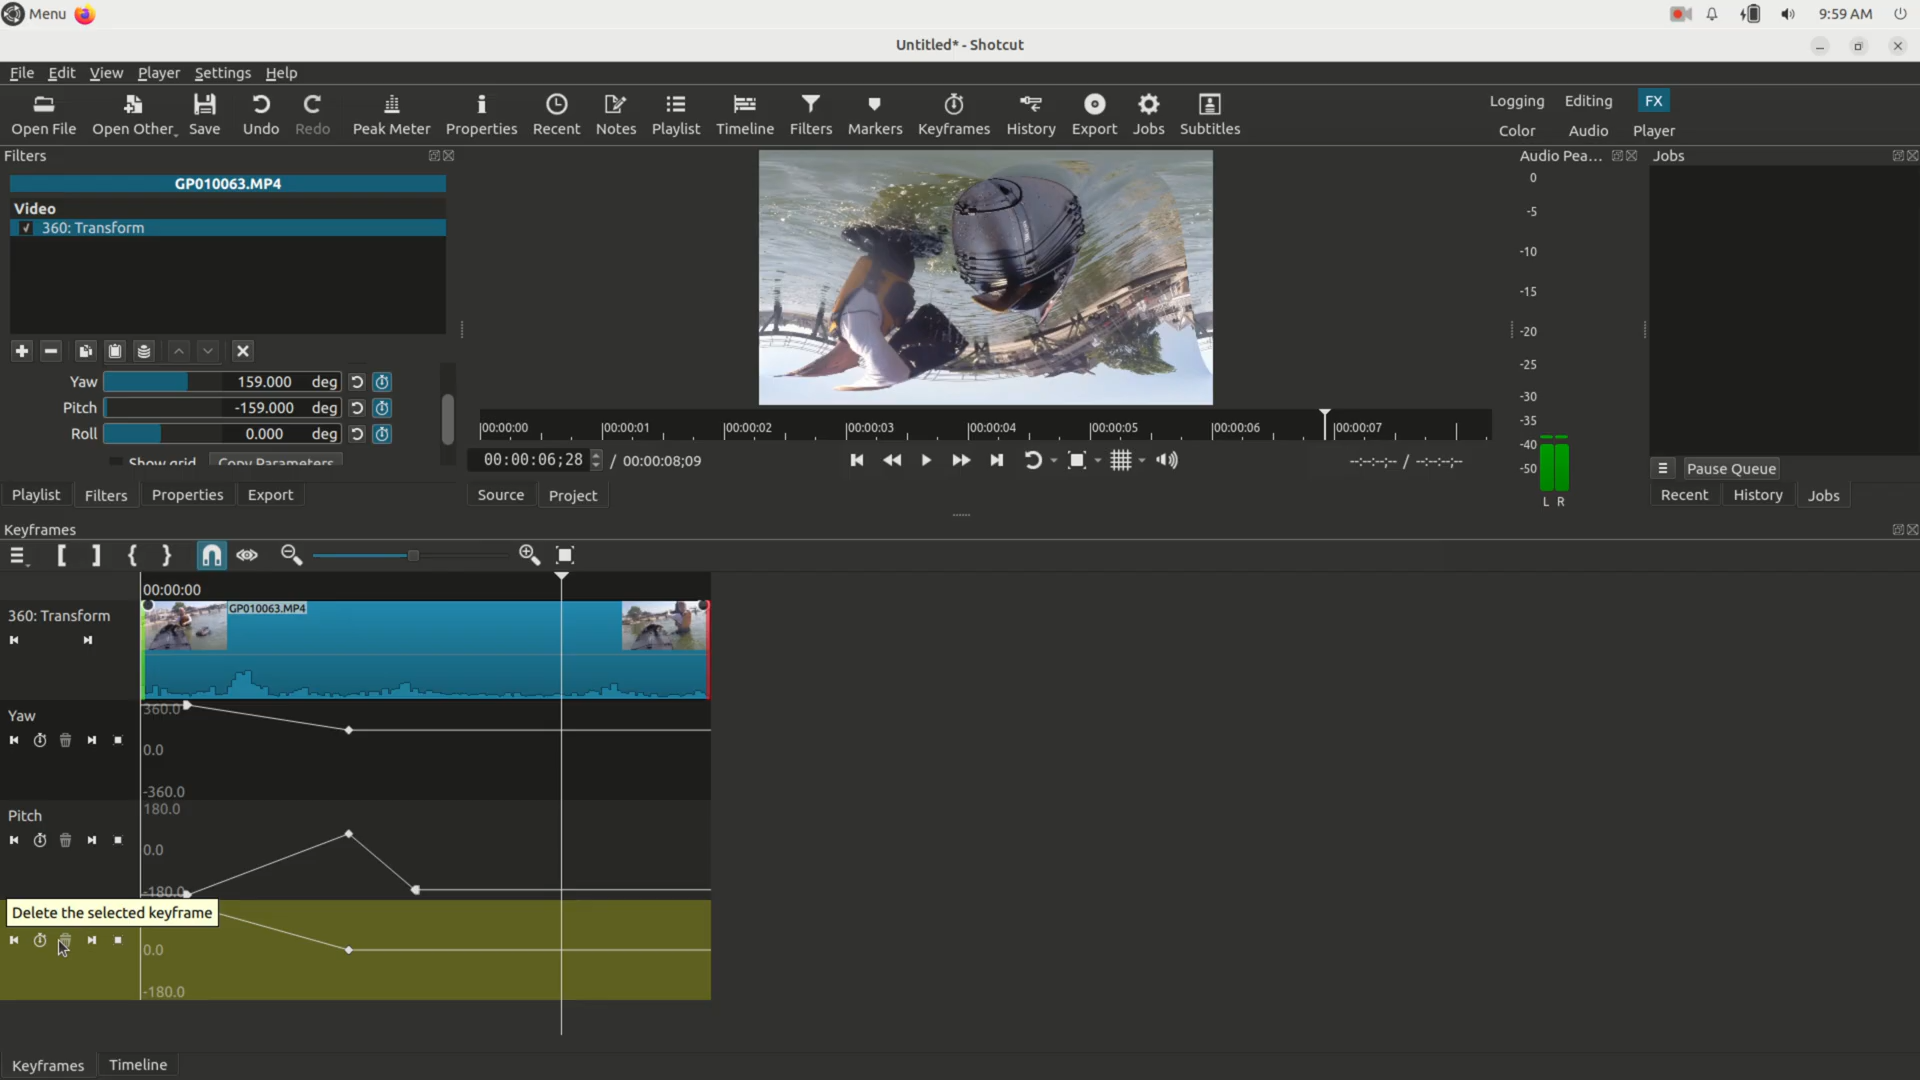 Menu
9:59 AM
Untitled* - Shotcut
File Edit View Player Settings Help
Open File Open Other Save Undo Redo Peak Meter Properties Recent Notes Playlist Timeline Filters Markers Keyframes History Export Jobs Subtitles
Logging Editing FX
Color Audio Player
Filters
GP010063.MP4
Video
360: Transform
Yaw 159.000 deg
Pitch -159.000 deg
Roll 0.000 deg
Show grid Copy Parameters
Playlist Filters Properties Export
00:00:00 00:00:01 00:00:02 00:00:03 00:00:04 00:00:05 00:00:06 00:00:07
00:00:06;28 / 00:00:08;09
--:--:--;-- / --:--:--;--
Source Project
Audio Pea...
0
-5
-10
-15
-20
-25
-30
-35
-40
-50
L R
Jobs
Pause Queue
Recent History Jobs
Keyframes
00:00:00
360: Transform
GP010063.MP4
Yaw
360.0
0.0
-360.0
Pitch
180.0
0.0
-180.0
Delete the selected keyframe
0.0
-180.0
Keyframes Timeline